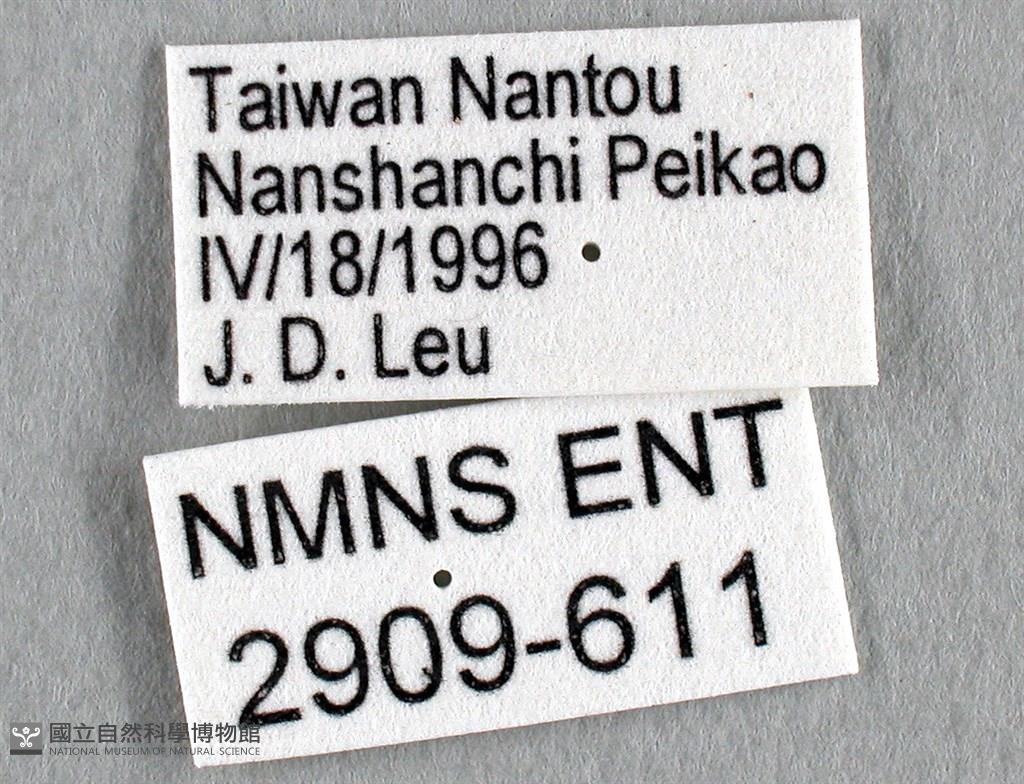 Taiwan Nantou
Nanshanchi Peikao
IV/18/1996
J. D. Leu
NMNS ENT
2909-611
國立自然科學博物館
NATIONAL MUSEUM OF NATURAL SCIENCE